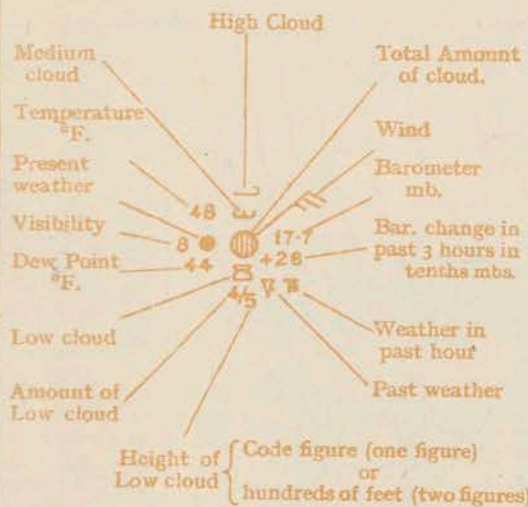 High Cloud
Medium
cloud
Total Amount
of cloud.
Temperature
°F.
Wind
Present
weather
Barometer
mb.
48
Visibility
8
17·7
Bar. change in
past 3 hours in
tenths mbs.
+28
Dew Point
°F.
44
4/5
Low cloud
Weather in
past hour
Amount of
Low cloud
Past weather
Height of
Low cloud
Code figure (one figure)
or
hundreds of feet (two figures)